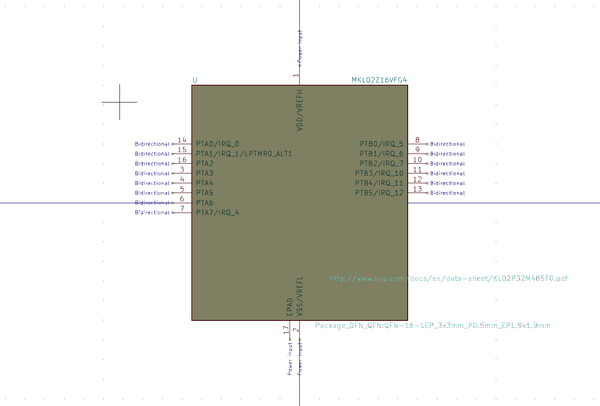 Power input
1
U
MKL02Z16VFG4
VDD/VREFH
Bidirectional 14 PTA0/IRQ_0
Bidirectional 15 PTA1/IRQ_1/LPTMR0_ALT1
Bidirectional 16 PTA2
Bidirectional 3 PTA3
Bidirectional 4 PTA4
Bidirectional 5 PTA5
Bidirectional 6 PTA6
Bidirectional 7 PTA7/IRQ_4
PTB0/IRQ_5 8 Bidirectional
PTB1/IRQ_6 9 Bidirectional
PTB2/IRQ_7 10 Bidirectional
PTB3/IRQ_10 11 Bidirectional
PTB4/IRQ_11 12 Bidirectional
PTB5/IRQ_12 13 Bidirectional
http://www.nxp.com/docs/en/data-sheet/KL02P32M48SF0.pdf
EPAD
VSS/VREFL
Package_DFN_QFN:QFN-16-1EP_3x3mm_P0.5mm_EP1.9x1.9mm
17
2
Power input
Power input